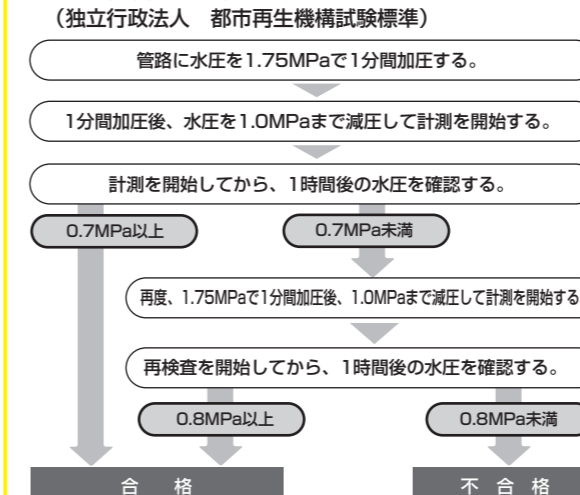 （独立行政法人　都市再生機構試験標準）
管路に水圧を1.75MPaで1分間加圧する。
1分間加圧後、水圧を1.0MPaまで減圧して計測を開始する。
計測を開始してから、1時間後の水圧を確認する。
0.7MPa以上
0.7MPa未満
再度、1.75MPaで1分間加圧後、1.0MPaまで減圧して計測を開始する
再検査を開始してから、1時間後の水圧を確認する。
0.8MPa以上
0.8MPa未満
合　格
不　合　格